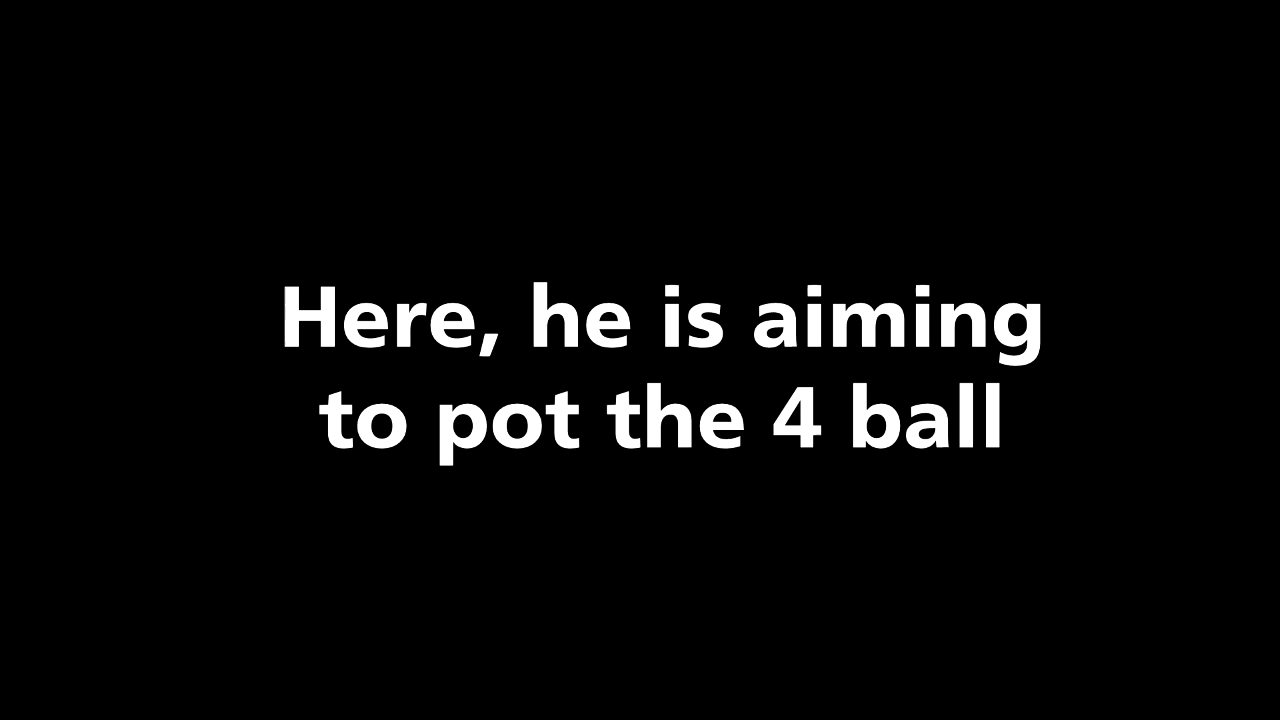 Here, he is aiming
to pot the 4 ball